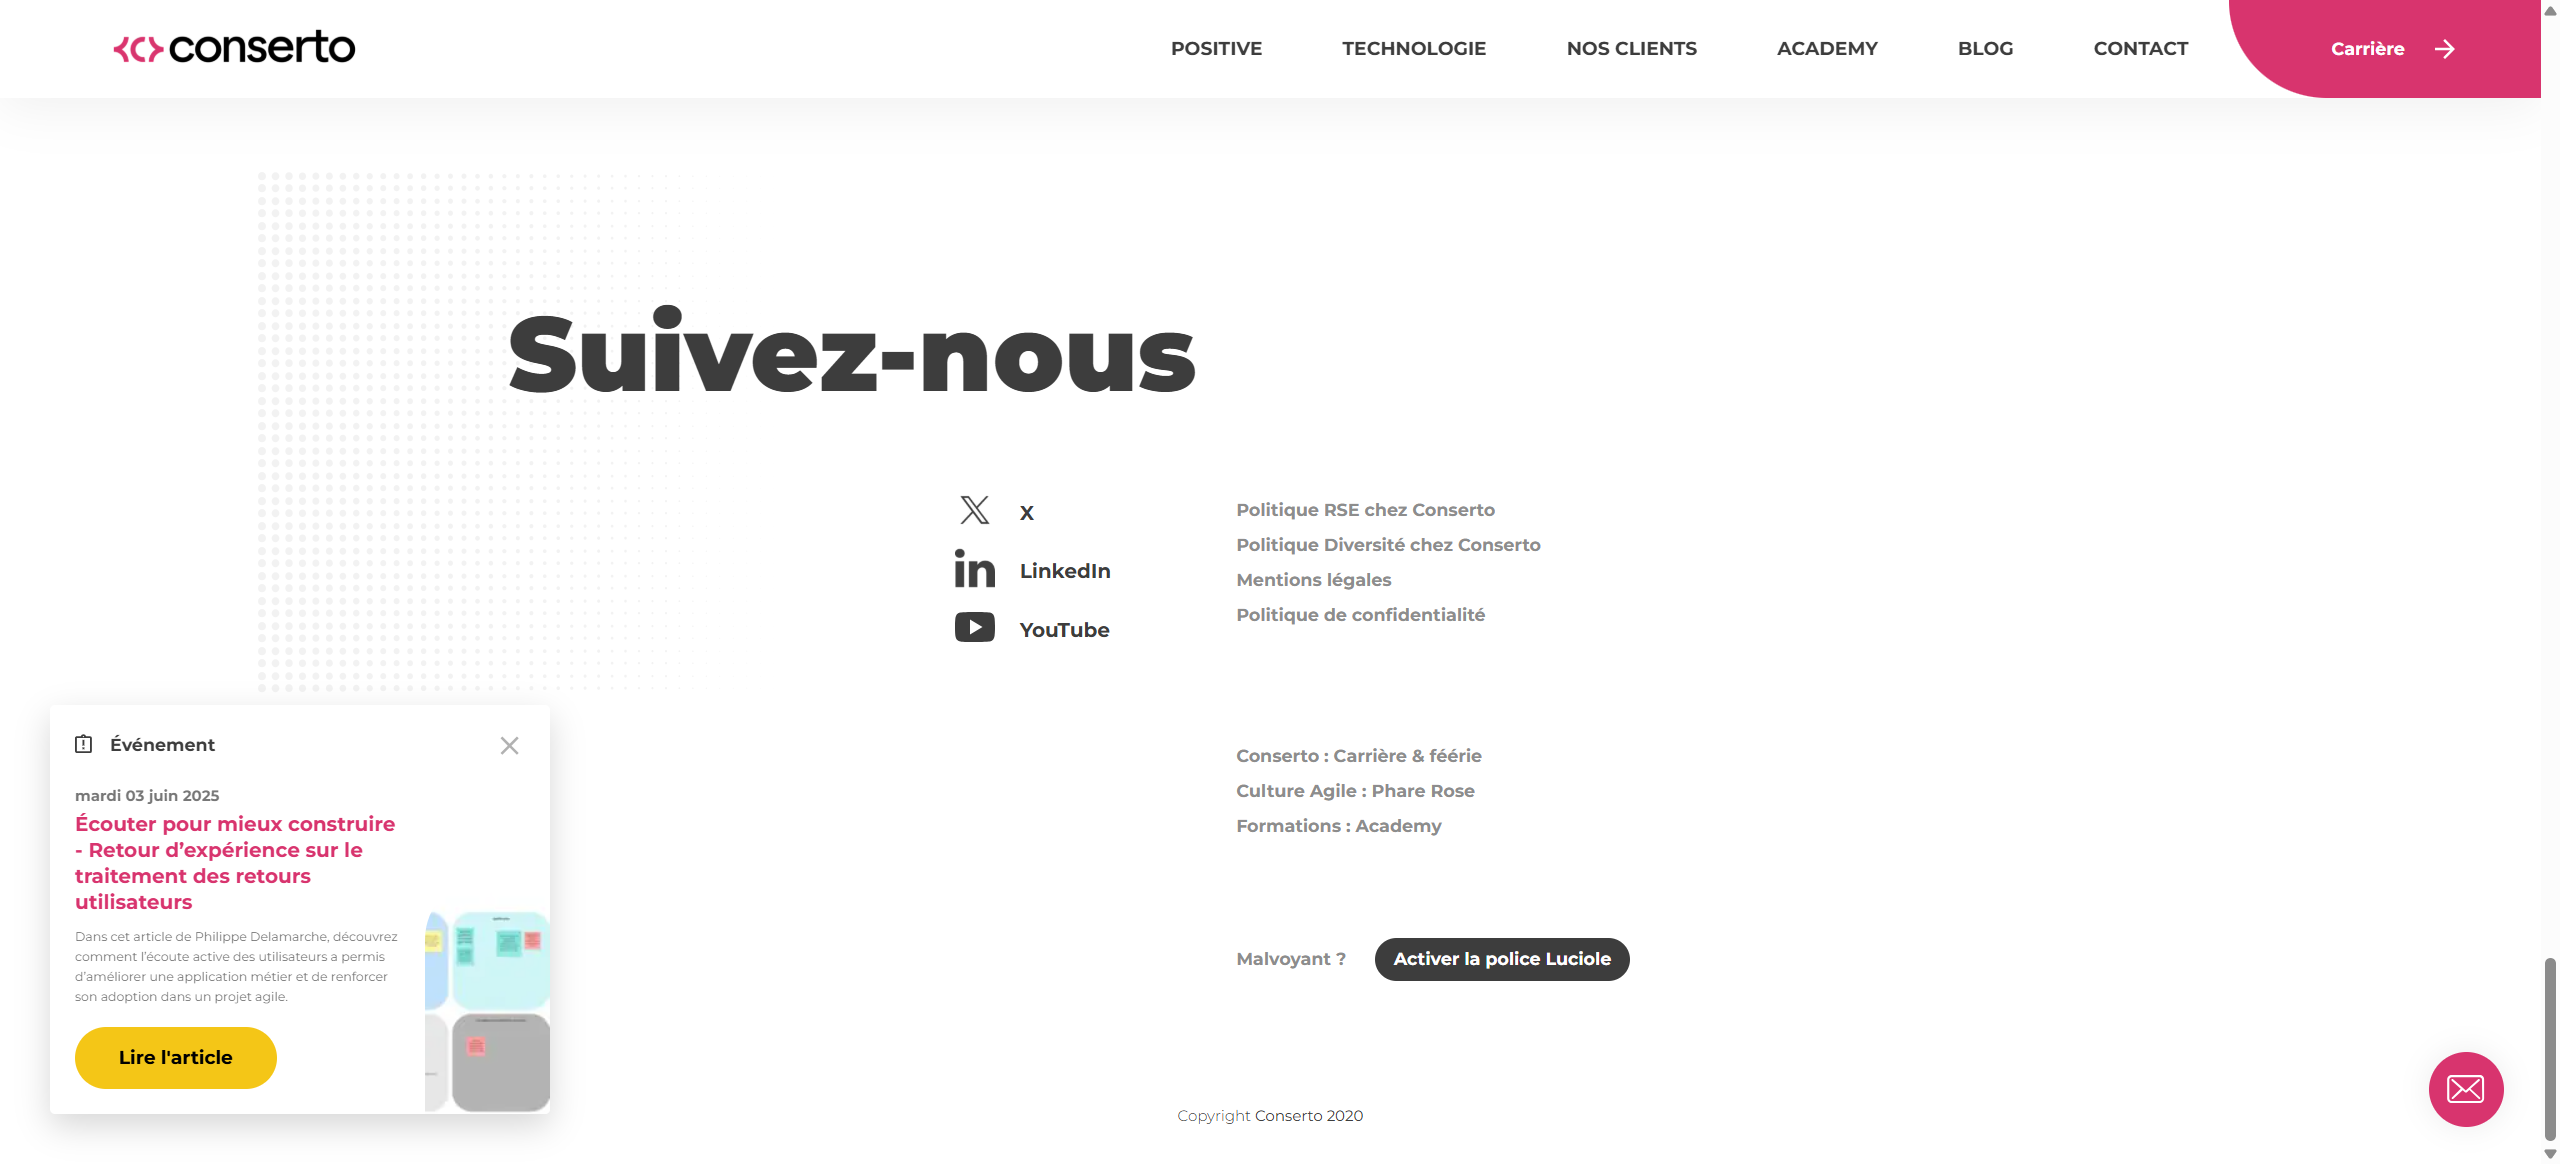 conserto
POSITIVE
TECHNOLOGIE
NOS CLIENTS
ACADEMY
BLOG
CONTACT
Carrière
Suivez-nous
X
LinkedIn
YouTube
Politique RSE chez Conserto
Politique Diversité chez Conserto
Mentions légales
Politique de confidentialité
Conserto : Carrière & féérie
Culture Agile : Phare Rose
Formations : Academy
Malvoyant ?
Activer la police Luciole
Événement
mardi 03 juin 2025
Écouter pour mieux construire
- Retour d’expérience sur le
traitement des retours
utilisateurs
Dans cet article de Philippe Delamarche, découvrez
comment l’écoute active des utilisateurs a permis
d’améliorer une application métier et de renforcer
son adoption dans un projet agile.
Lire l'article
Copyright Conserto 2020